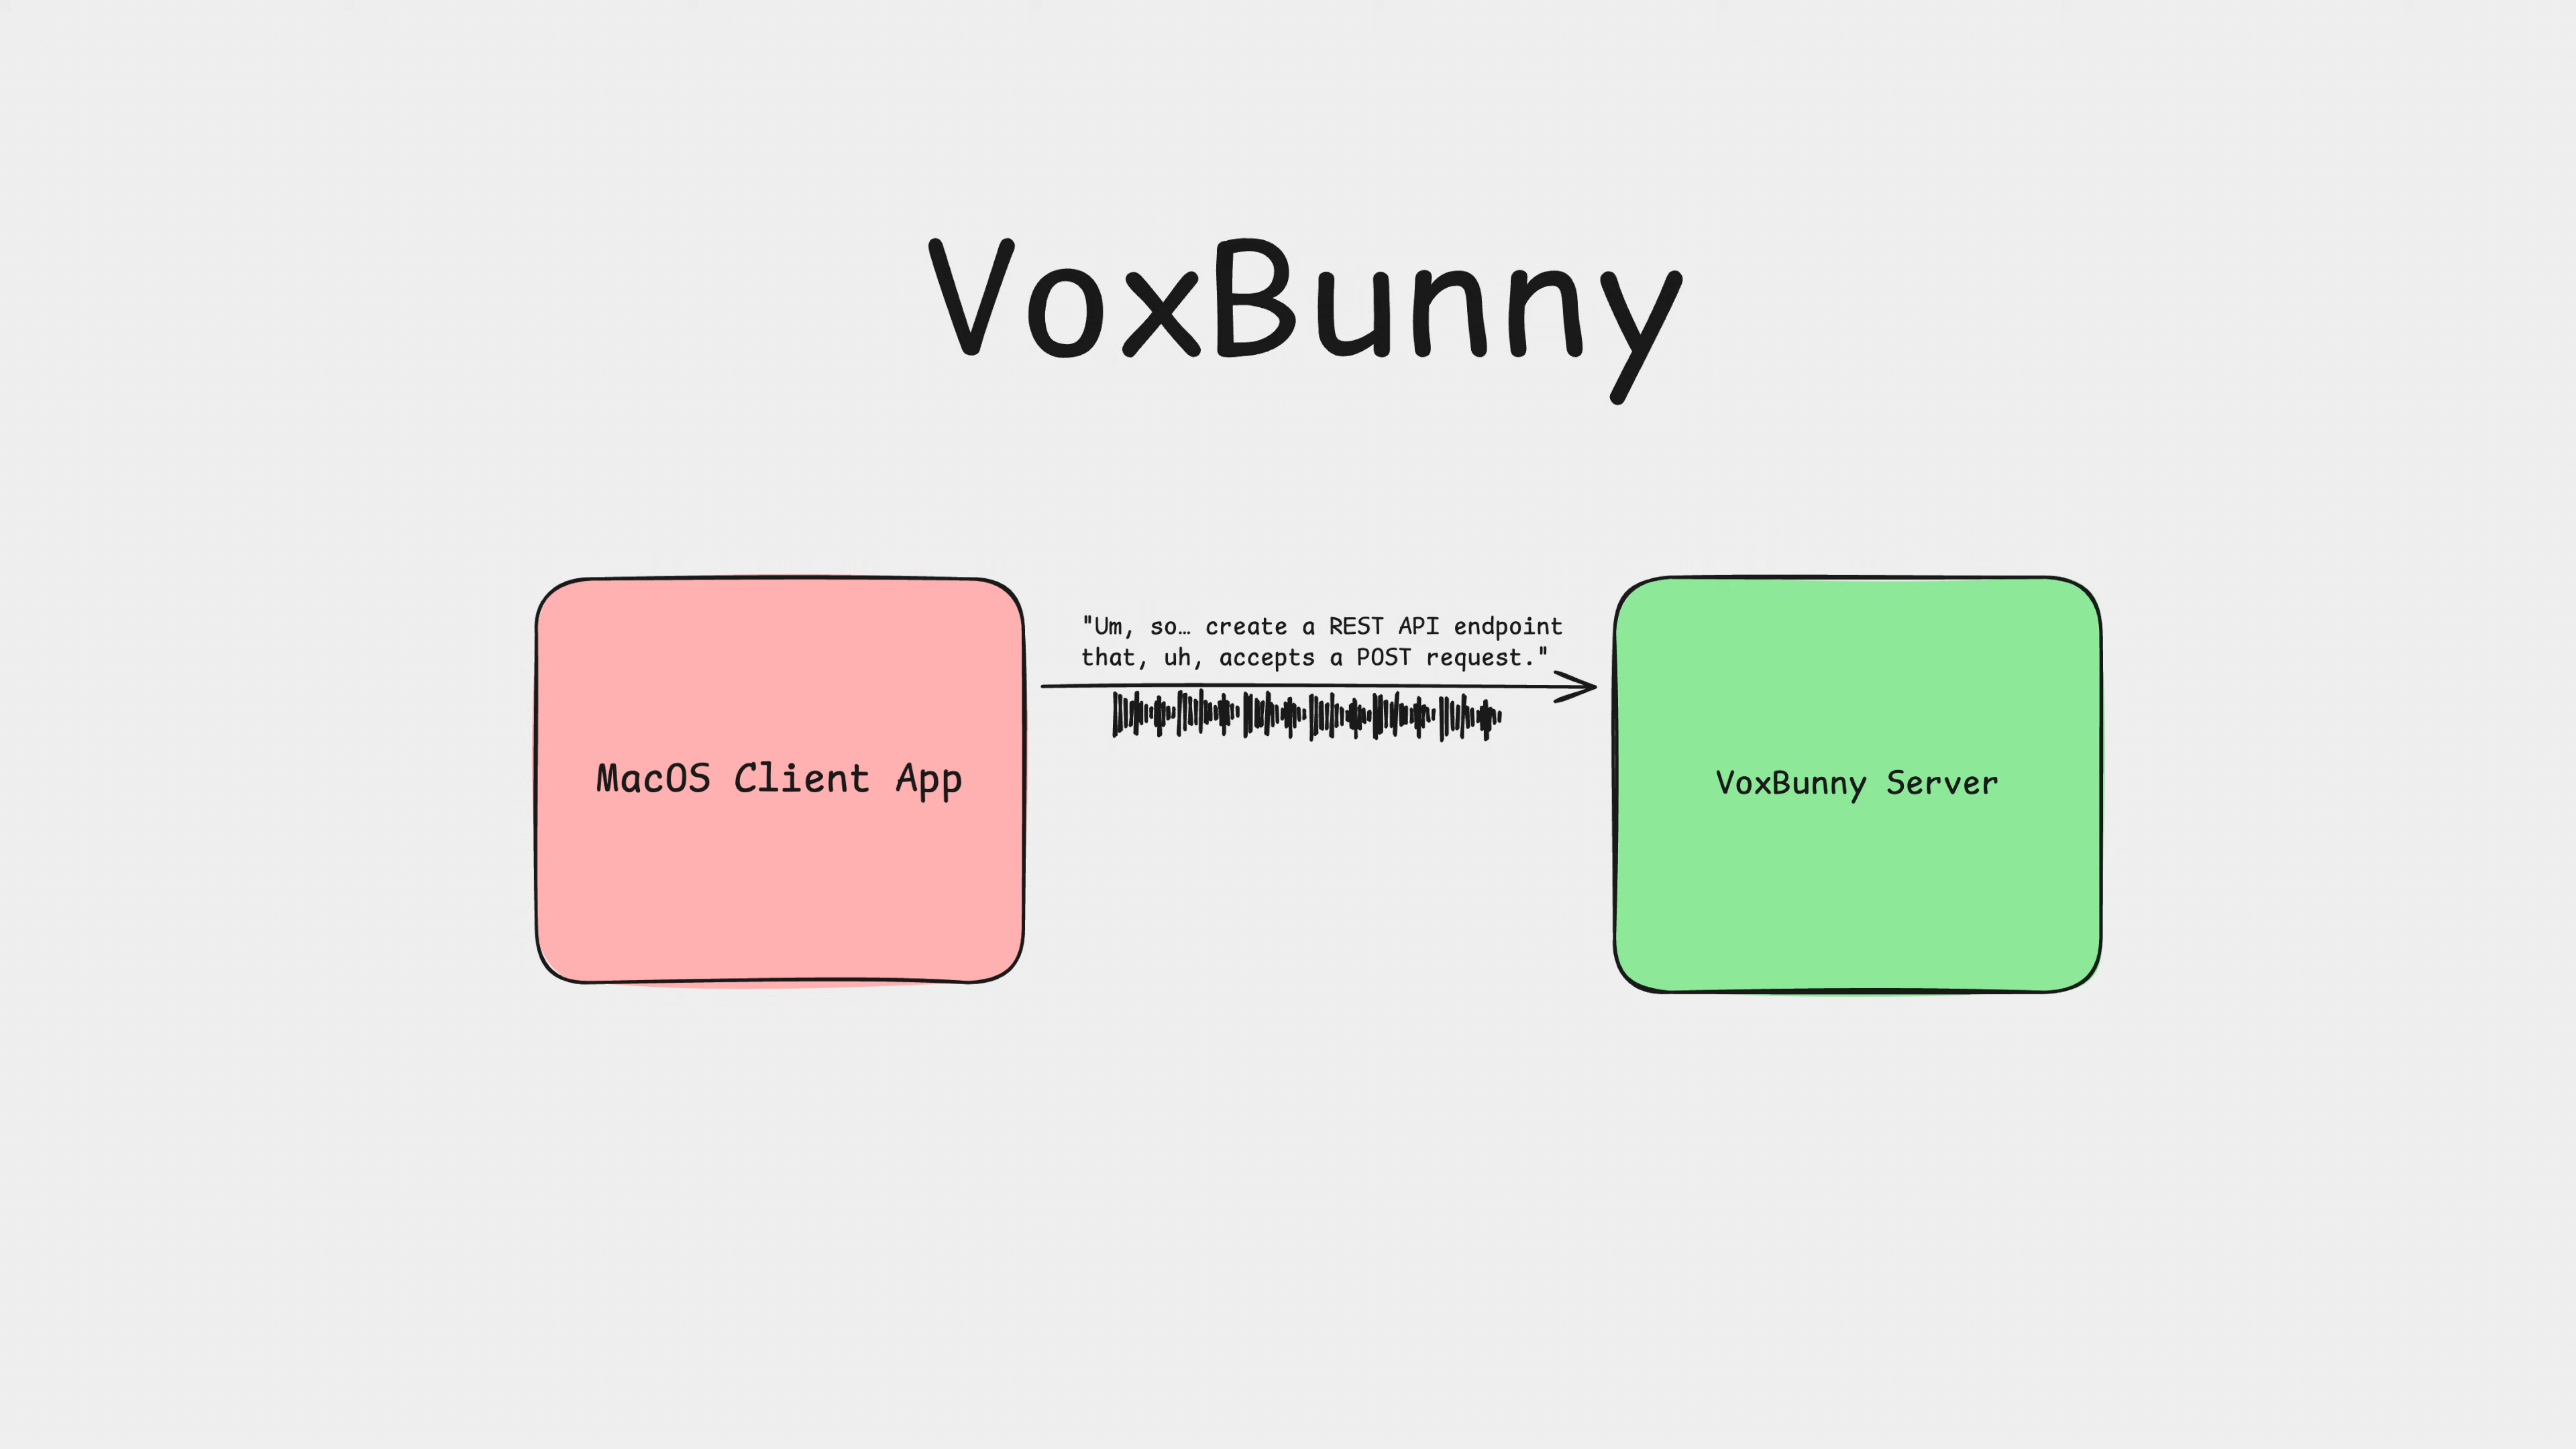 VoxBunny
"Um, so… create a REST API endpoint
that, uh, accepts a POST request."
MacOS Client App
VoxBunny Server